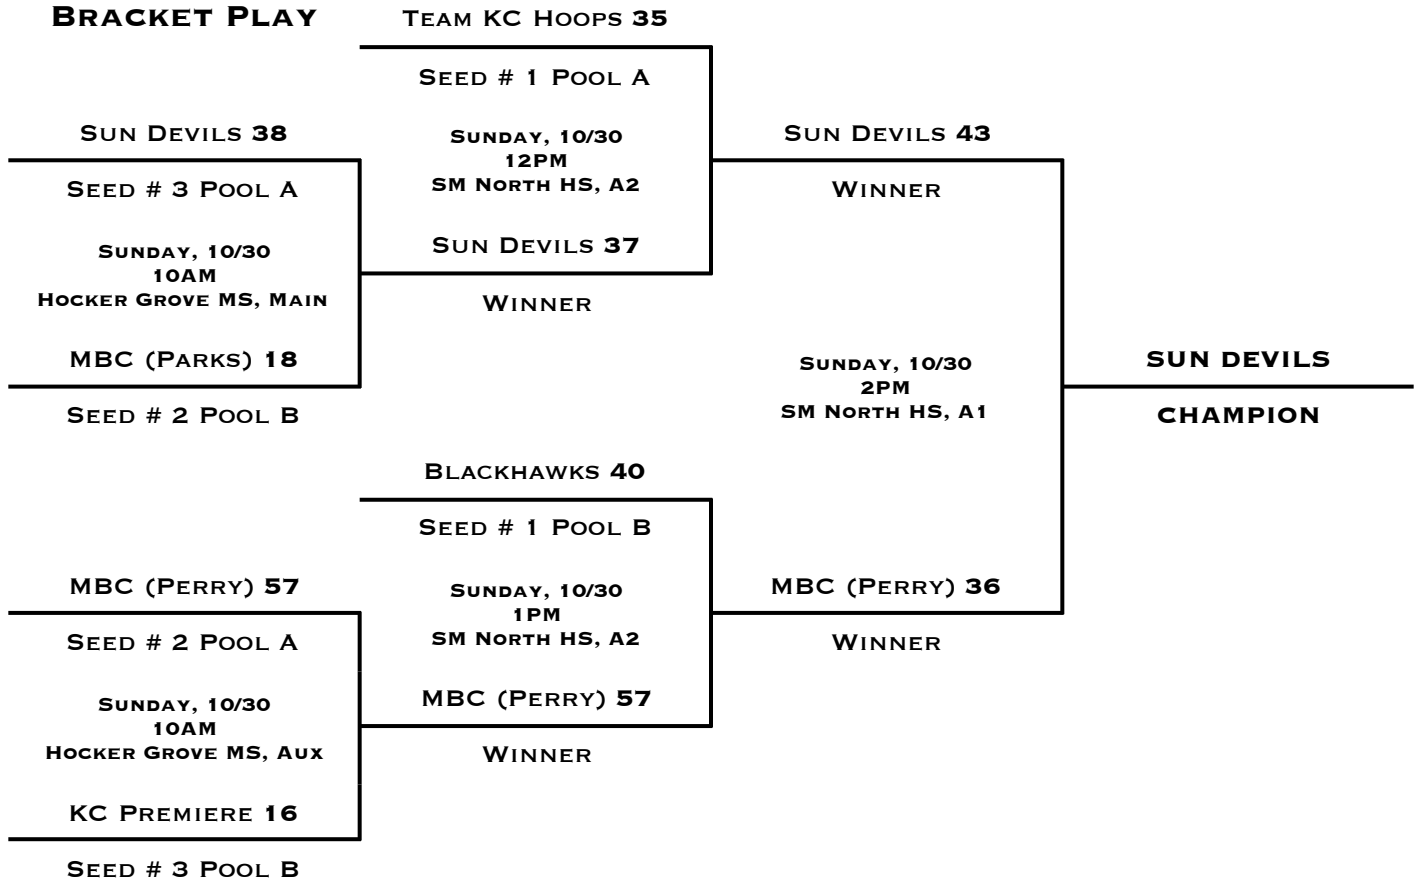 Bracket Play
Team KC Hoops 35
Seed # 1 Pool A
Sun Devils 38
Seed # 3 Pool A
Sunday, 10/30
12PM
SM North HS, A2
Sun Devils 43
Winner
Sunday, 10/30
10AM
Hocker Grove MS, Main
Sun Devils 37
Winner
MBC (Parks) 18
Seed # 2 Pool B
Sunday, 10/30
2PM
SM North HS, A1
SUN DEVILS
CHAMPION
Blackhawks 40
Seed # 1 Pool B
MBC (Perry) 57
Seed # 2 Pool A
Sunday, 10/30
1PM
SM North HS, A2
MBC (Perry) 36
Winner
Sunday, 10/30
10AM
Hocker Grove MS, Aux
MBC (Perry) 57
Winner
KC Premiere 16
Seed # 3 Pool B